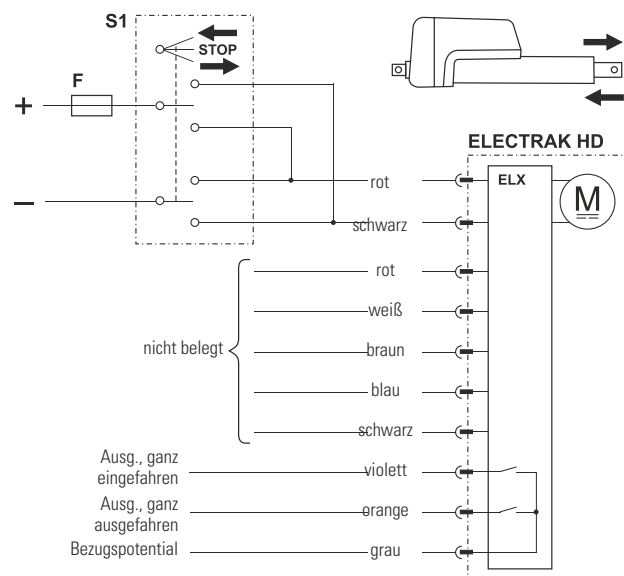 S1
STOP
F
+
–
ELECTRAK HD
ELX
M
rot
schwarz
rot
weiß
nicht belegt
braun
blau
schwarz
Ausg., ganz
eingefahren
violett
Ausg., ganz
ausgefahren
orange
Bezugspotential
grau